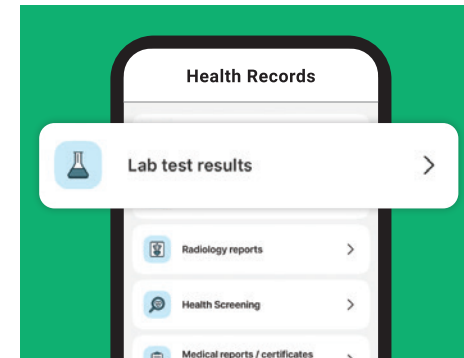 Health Records
Lab test results
Radiology reports
Health Screening
Medical reports / certificates